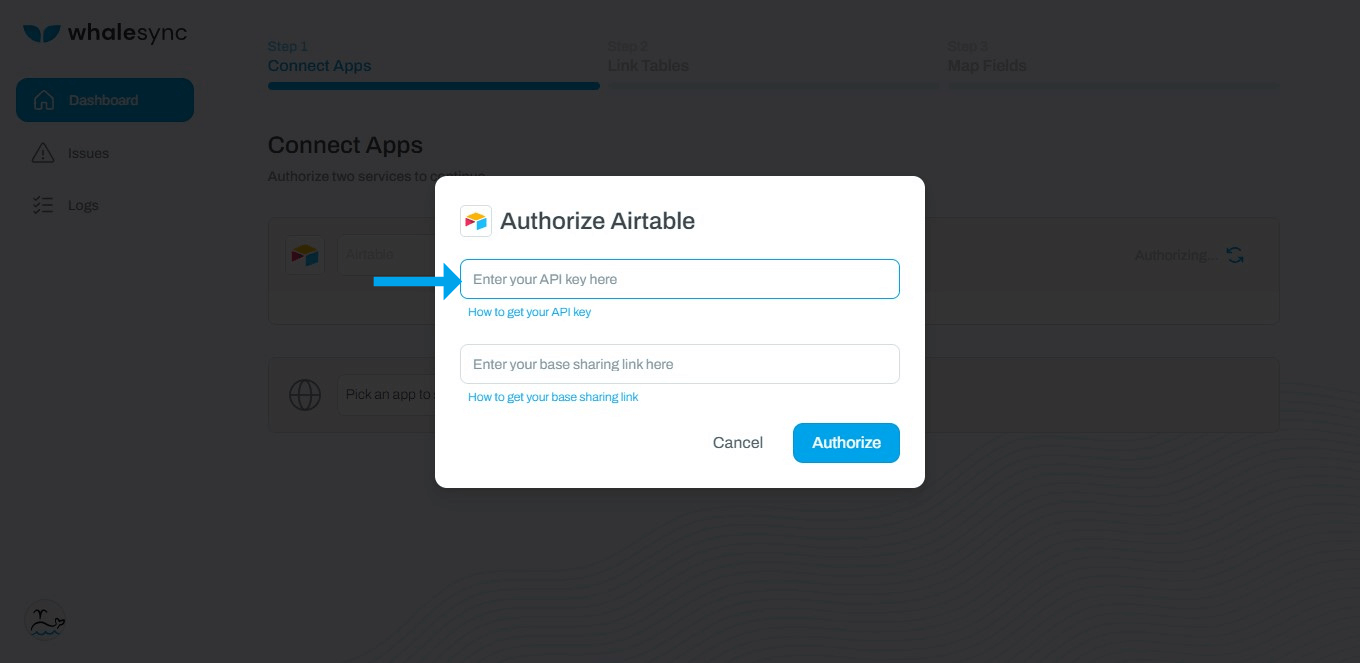 whalesync
Step 1
Connect Apps
Step 2
Link Tables
Step 3
Map Fields
Dashboard
Issues
Logs
Connect Apps
Authorize two services to continue
Airtable
Authorizing...
Pick an app to
Authorize Airtable
Enter your API key here
How to get your API key
Enter your base sharing link here
How to get your base sharing link
Cancel
Authorize